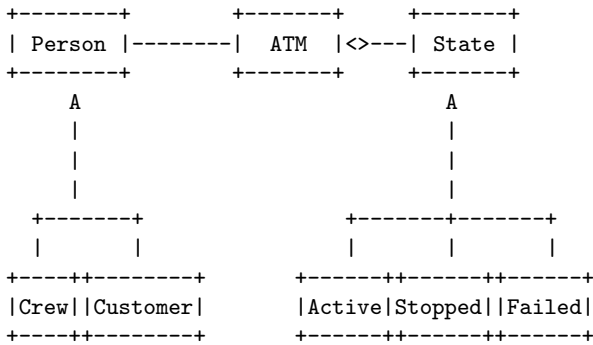 Person ATM <> State
A A
Crew Customer Active Stopped Failed